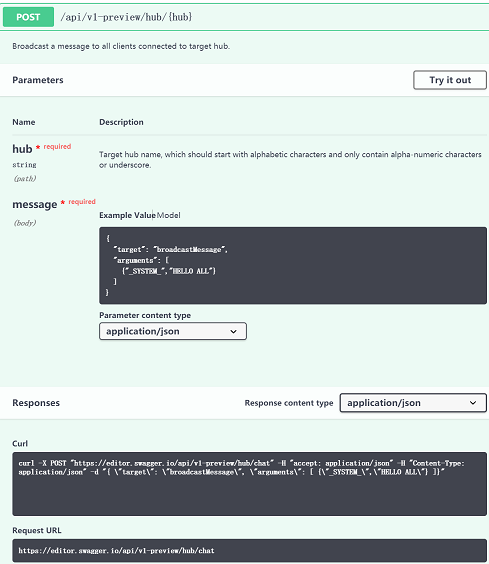 POST /api/v1-preview/hub/{hub}
Broadcast a message to all clients connected to target hub.
Parameters
Try it out
Name Description
hub * required
string
(path)
Target hub name, which should start with alphabetic characters and only contain alpha-numeric characters
or underscore.
message * required
(body)
Example Value Model
{
"target": "broadcastMessage",
"arguments": [
{"_SYSTEM_","HELLO ALL"}
]
}
Parameter content type
application/json
Responses
Response content type application/json
Curl
curl -X POST "https://editor.swagger.io/api/v1-preview/hub/chat" -H "accept: application/json" -H "Content-Type:
application/json" -d "{ \"target\": \"broadcastMessage\", \"arguments\": [ {\"_SYSTEM_\",\"HELLO ALL\"} ]}"
Request URL
https://editor.swagger.io/api/v1-preview/hub/chat